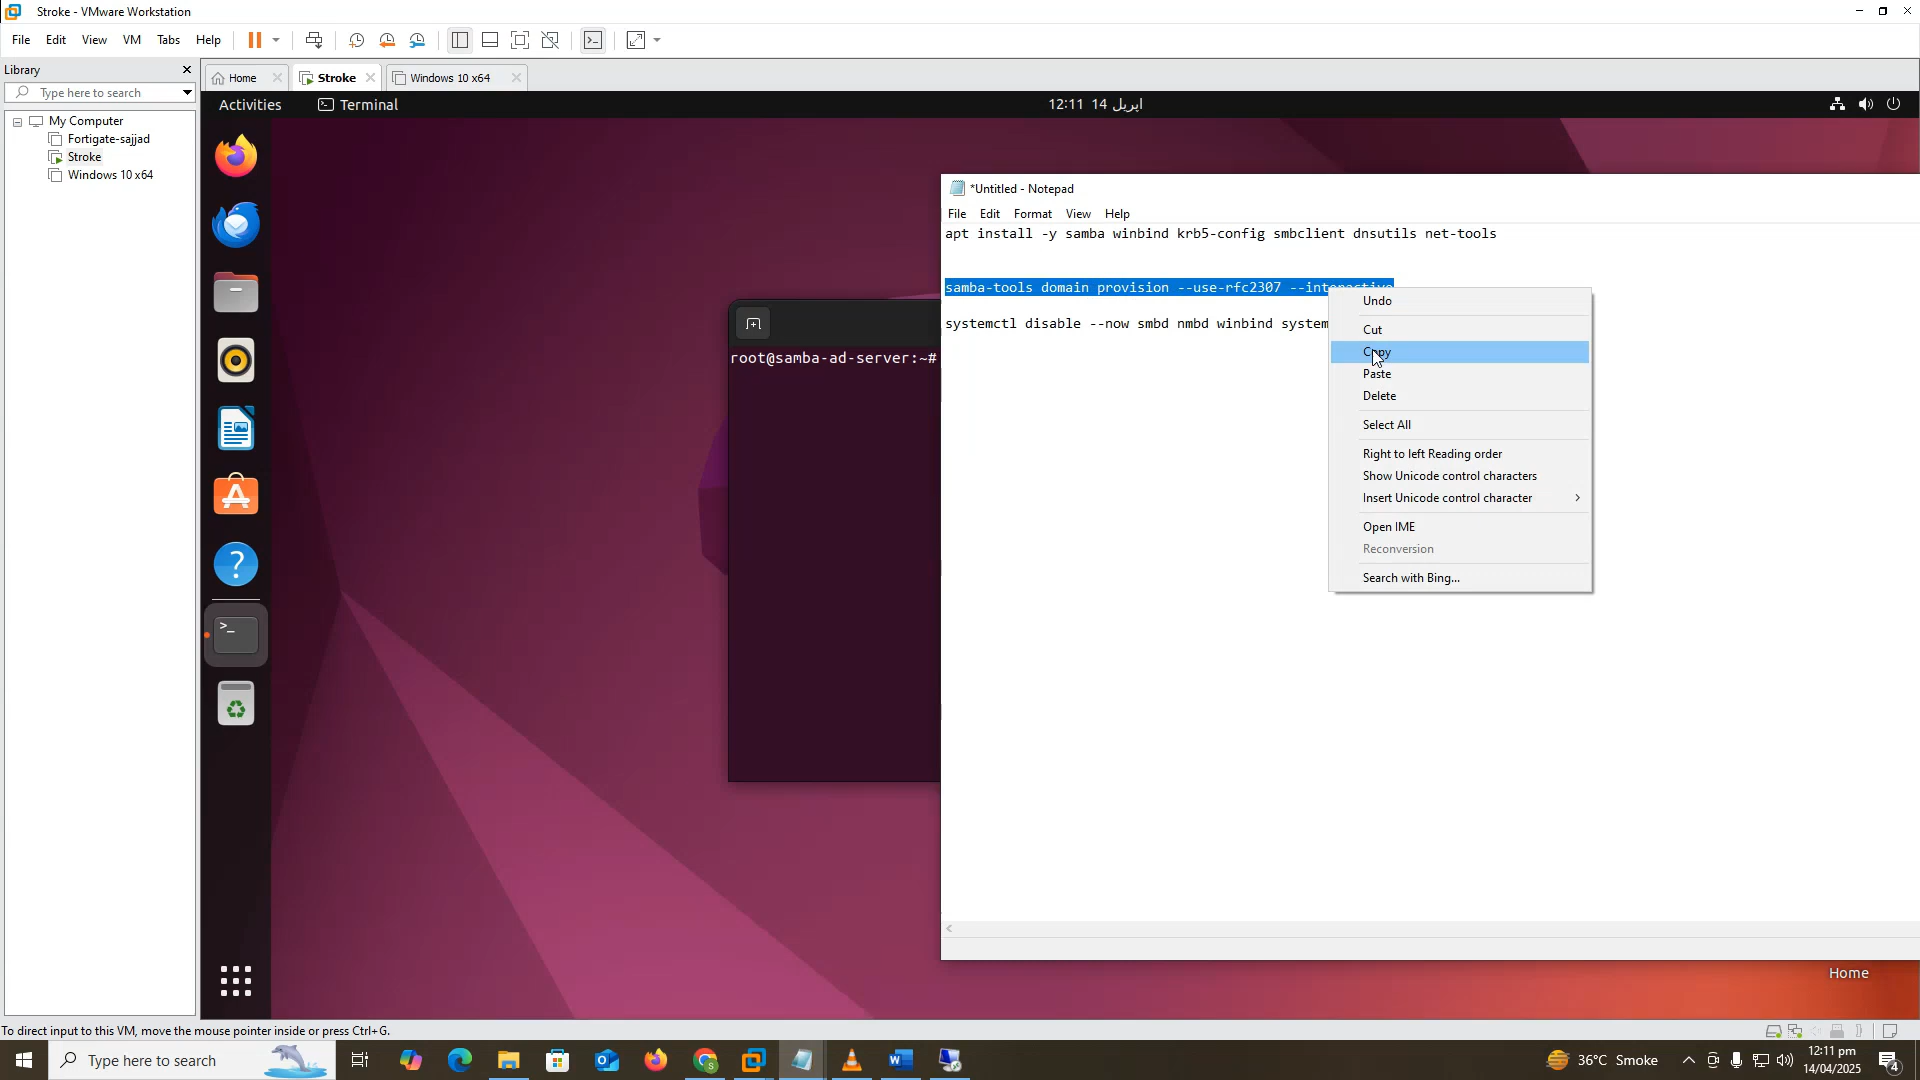 Stroke - VMware Workstation
File Edit View VM Tabs Help
Library
Type here to search
My Computer
Fortigate-sajjad
Stroke
Windows 10 x64
Home
Stroke
Windows 10 x64
Activities
Terminal
12:11 14 اپریل
root@samba-ad-server:~#
*Untitled - Notepad
File Edit Format View Help
apt install -y samba winbind krb5-config smbclient dnsutils net-tools
samba-tools domain provision --use-rfc2307 --interactive
systemctl disable --now smbd nmbd winbind system
Undo
Cut
Copy
Paste
Delete
Select All
Right to left Reading order
Show Unicode control characters
Insert Unicode control character
Open IME
Reconversion
Search with Bing...
Home
To direct input to this VM, move the mouse pointer inside or press Ctrl+G.
Type here to search
36°C Smoke
12:11 pm
14/04/2025
4